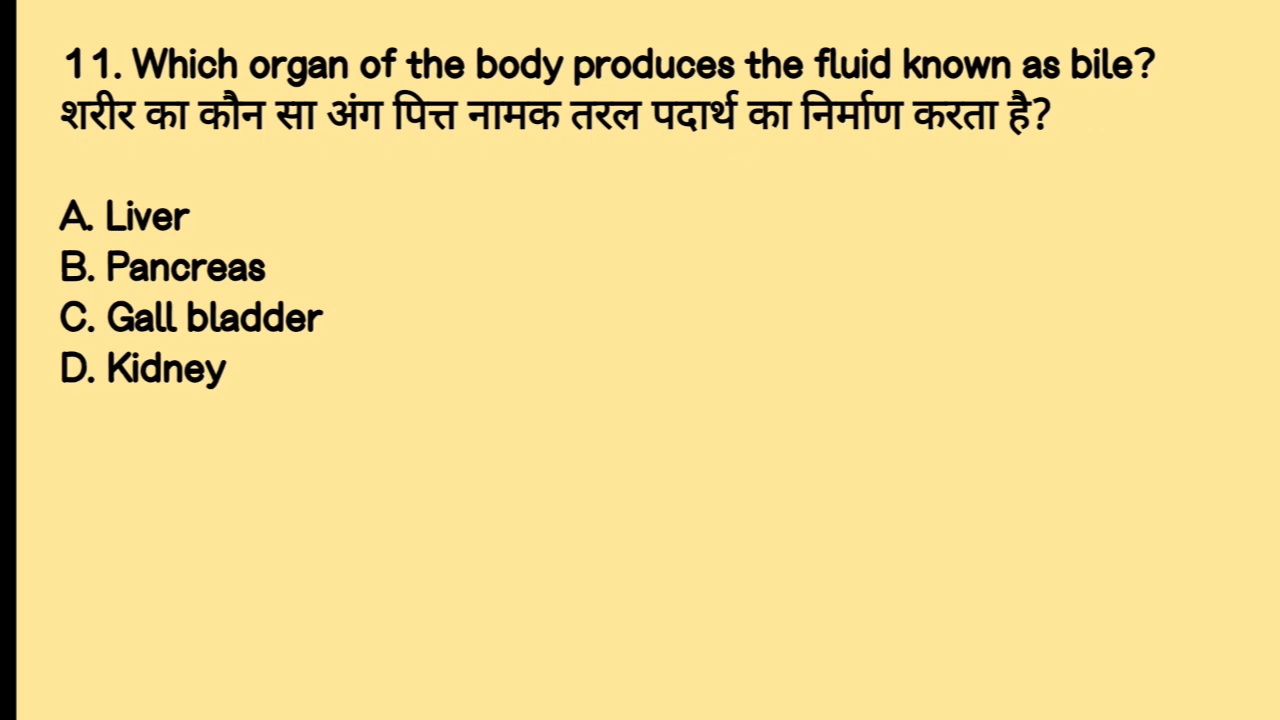 11. Which organ of the body produces the fluid known as bile?
शरीर का कौन सा अंग पित्त नामक तरल पदार्थ का निर्माण करता है?
A. Liver
B. Pancreas
C. Gall bladder
D. Kidney